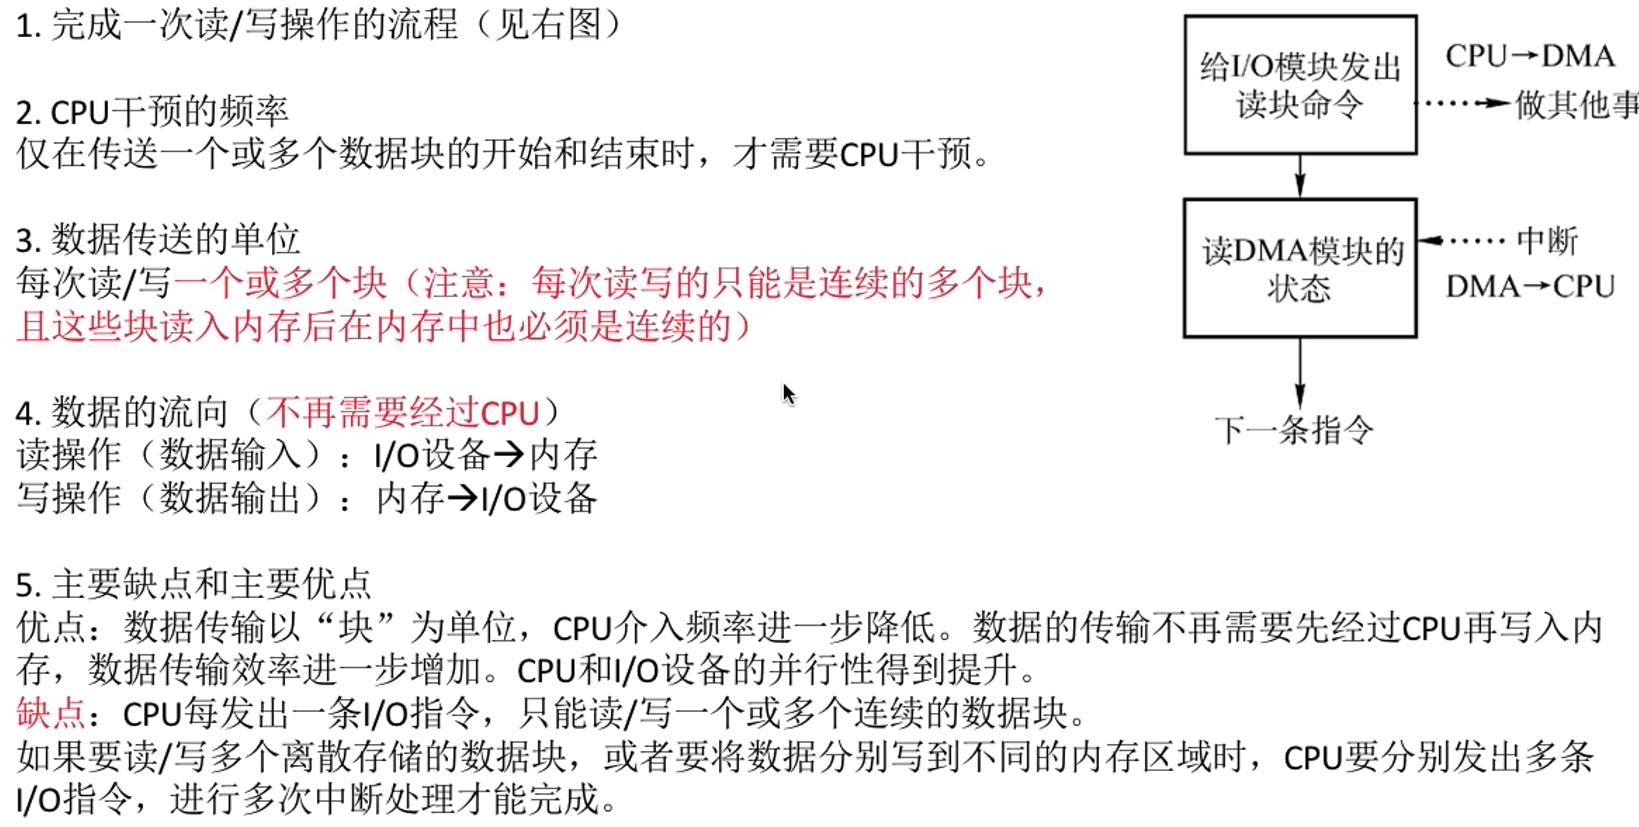 1. 完成一次读/写操作的流程（见右图）
2. CPU干预的频率
仅在传送一个或多个数据块的开始和结束时，才需要CPU干预。
3. 数据传送的单位
每次读/写一个或多个块（注意：每次读写的只能是连续的多个块，
且这些块读入内存后在内存中也必须是连续的）
4. 数据的流向（不再需要经过CPU）
读操作（数据输入）：I/O设备→内存
写操作（数据输出）：内存→I/O设备
5. 主要缺点和主要优点
优点：数据传输以“块”为单位，CPU介入频率进一步降低。数据的传输不再需要先经过CPU再写入内
存，数据传输效率进一步增加。CPU和I/O设备的并行性得到提升。
缺点：CPU每发出一条I/O指令，只能读/写一个或多个连续的数据块。
如果要读/写多个离散存储的数据块，或者要将数据分别写到不同的内存区域时，CPU要分别发出多条
I/O指令，进行多次中断处理才能完成。
给I/O模块发出
读块命令
CPU→DMA
做其他事
读DMA模块的
状态
中断
DMA→CPU
下一条指令